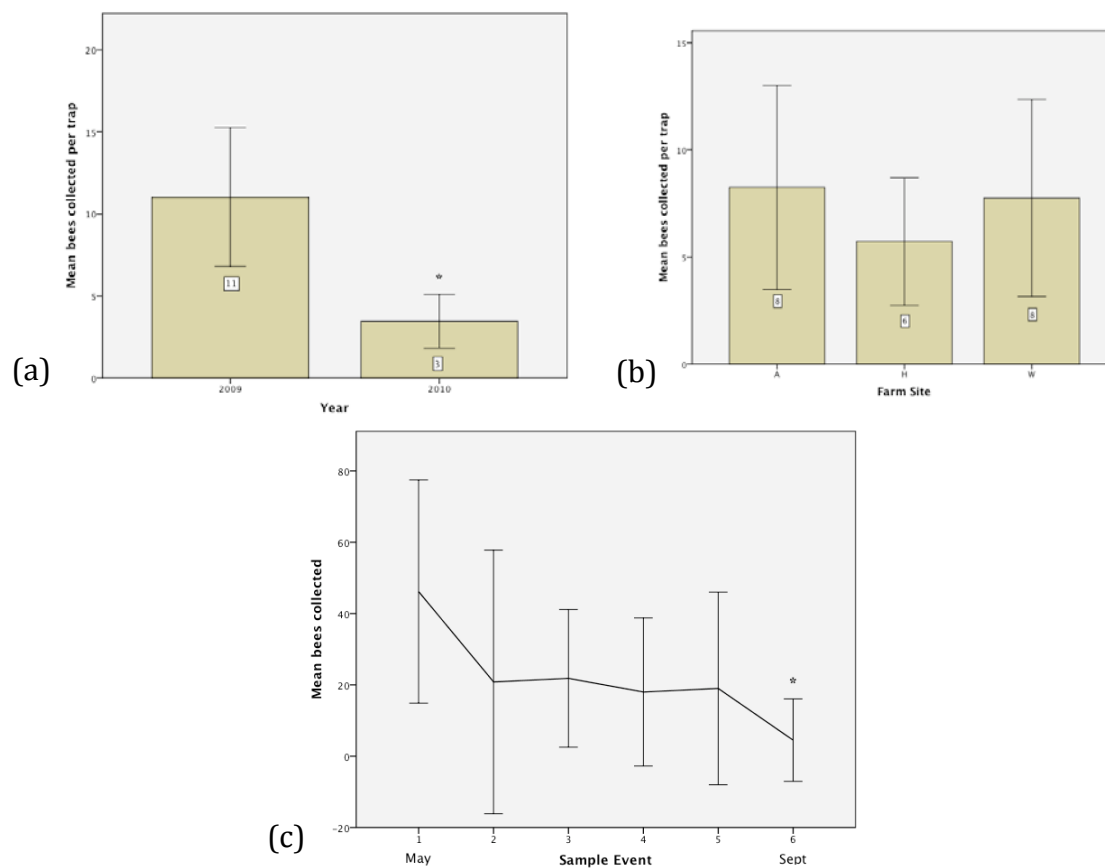 Mean bees collected per trap
20
15
10
5
0
11
*
3
2009
2010
Year
(a)
Mean bees collected per trap
15
10
5
0
8
6
8
A
H
W
Farm Site
(b)
Mean bees collected
80
60
40
20
0
-20
*
1
2
3
4
5
6
May
Sample Event
Sept
(c)